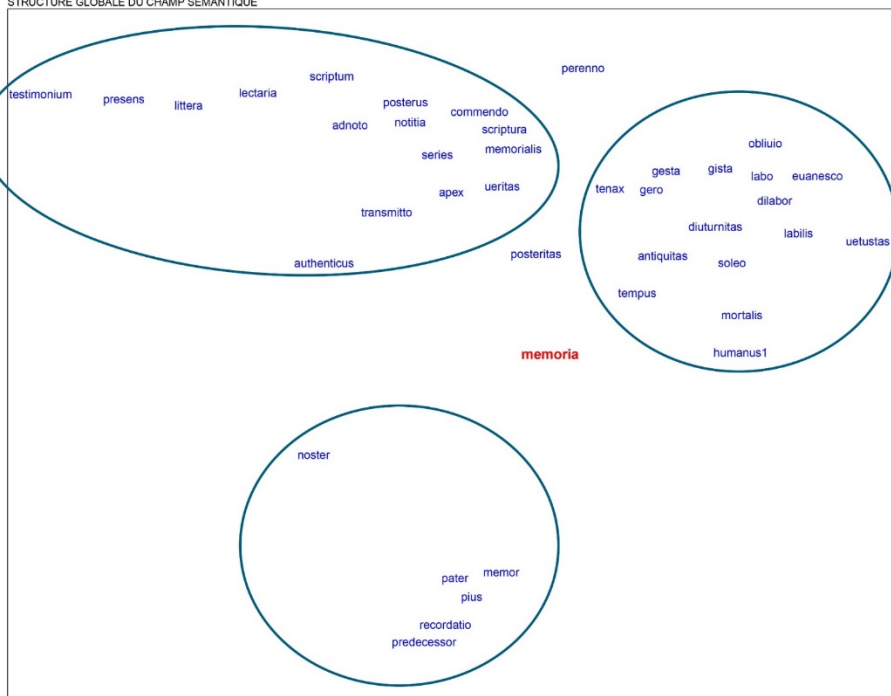 STRUCTURE GLOBALE DU CHAMP SÉMANTIQUE
perenno
scriptum
testimonium
presens
littera
lectaria
posterus
commendo
adnoto
notitia
scriptura
series
memorialis
apex
ueritas
transmitto
authenticus
posteritas
obliuio
gesta
gista
labo
euanesco
tenax
gero
dilabor
diuturnitas
labilis
uetustas
antiquitas
soleo
tempus
mortalis
humanus1
memoria
noster
pater
memor
pius
recordatio
predecessor